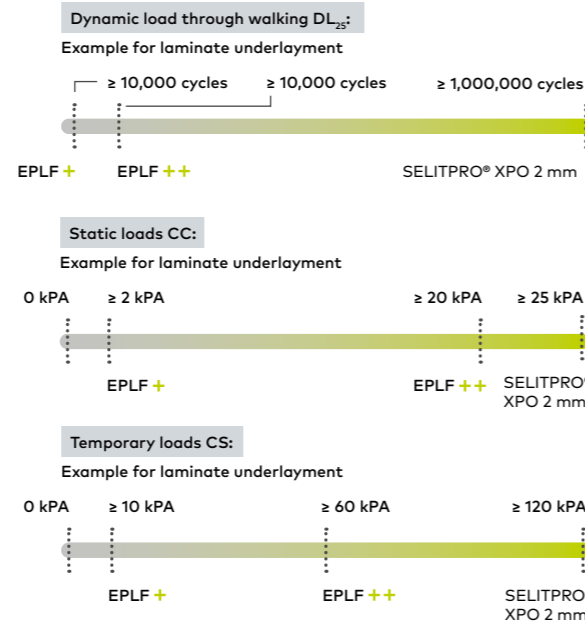 Dynamic load through walking DL₂₅:
Example for laminate underlayment
≥ 10,000 cycles ≥ 10,000 cycles ≥ 1,000,000 cycles
EPLF + EPLF ++ SELITPRO® XPO 2 mm
Static loads CC:
Example for laminate underlayment
0 kPA ≥ 2 kPA ≥ 20 kPA ≥ 25 kPA
EPLF + EPLF ++ SELITPRO®
XPO 2 mm
Temporary loads CS:
Example for laminate underlayment
0 kPA ≥ 10 kPA ≥ 60 kPA ≥ 120 kPA
EPLF + EPLF ++ SELITPRO
XPO 2 mm